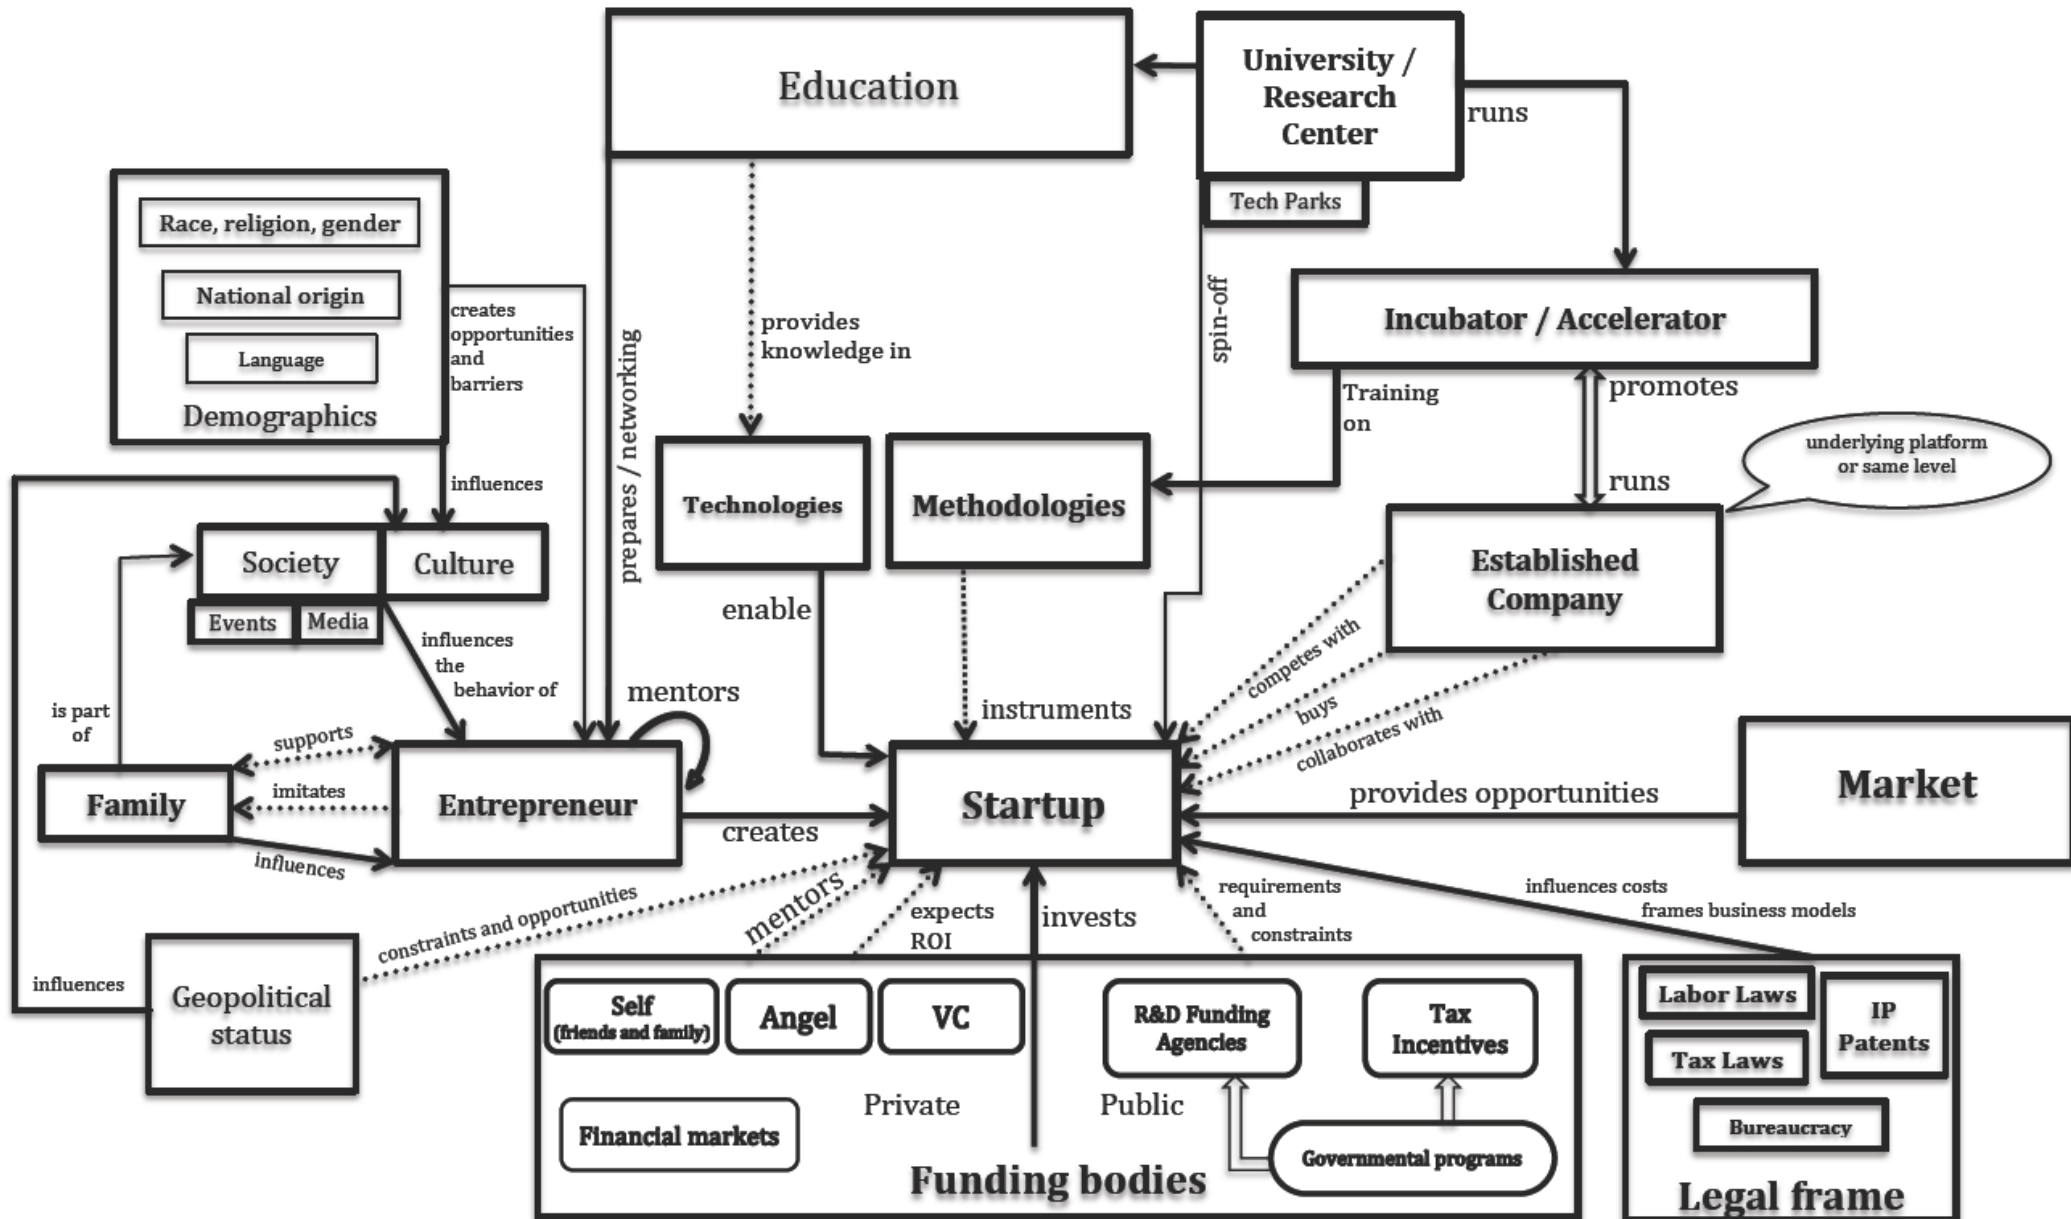 Education
University /
Research
Center
runs
Tech Parks
Race, religion, gender
National origin
Language
Demographics
creates
opportunities
and
barriers
prepares / networking
provides
knowledge in
spin-off
Incubator / Accelerator
Training
on
promotes
runs
underlying platform
or same level
influences
Society
Culture
Events
Media
Technologies
Methodologies
Established
Company
enable
instruments
competes with
buys
collaborates with
influences
the
behavior of
mentors
is part
of
supports
imitates
influences
Family
Entrepreneur
creates
Startup
provides opportunities
Market
constraints and opportunities
mentors
expects
ROI
invests
requirements
and
constraints
influences costs
frames business models
influences
Geopolitical
status
Self
(friends and family)
Angel
VC
R&D Funding
Agencies
Tax
Incentives
Private
Public
Financial markets
Governmental programs
Funding bodies
Labor Laws
IP
Patents
Tax Laws
Bureaucracy
Legal frame